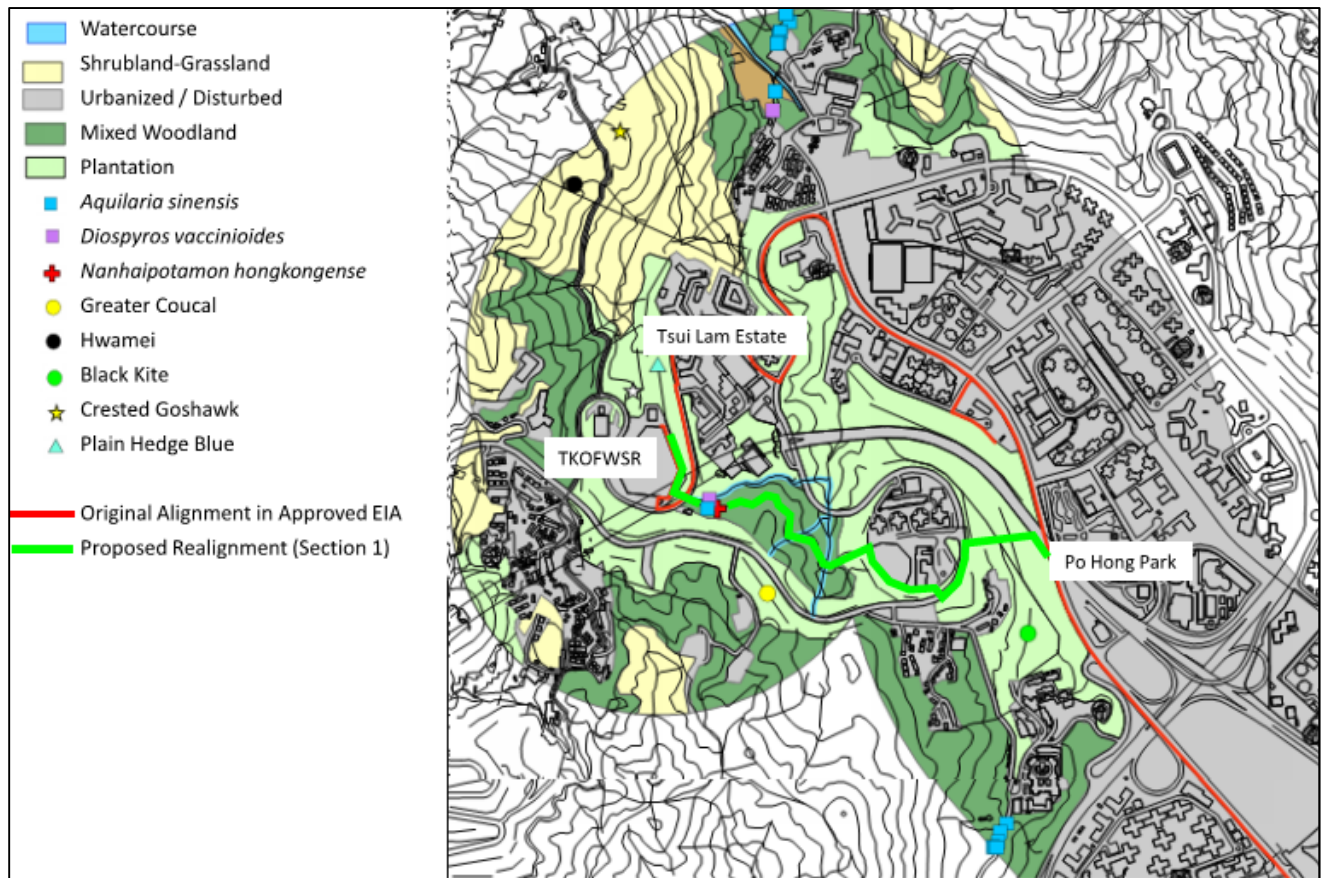 Watercourse
Shrubland-Grassland
Urbanized / Disturbed
Mixed Woodland
Plantation
Aquilaria sinensis
Diospyros vaccinioides
Nanhaipotamon hongkongense
Greater Coucal
Hwamei
Black Kite
Crested Goshawk
Plain Hedge Blue
Original Alignment in Approved EIA
Proposed Realignment (Section 1)
Tsui Lam Estate
TKOFWSR
Po Hong Park